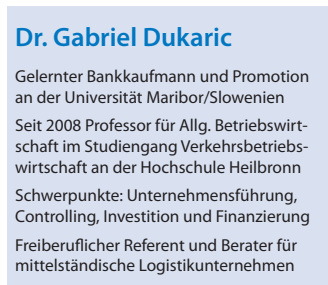 Dr. Gabriel Dukaric
Gelernter Bankkaufmann und Promotion
an der Universität Maribor/Slowenien
Seit 2008 Professor für Allg. Betriebswirt-
schaft im Studiengang Verkehrsbetriebs-
wirtschaft an der Hochschule Heilbronn
Schwerpunkte: Unternehmensführung,
Controlling, Investition und Finanzierung
Freiberuflicher Referent und Berater für
mittelständische Logistikunternehmen